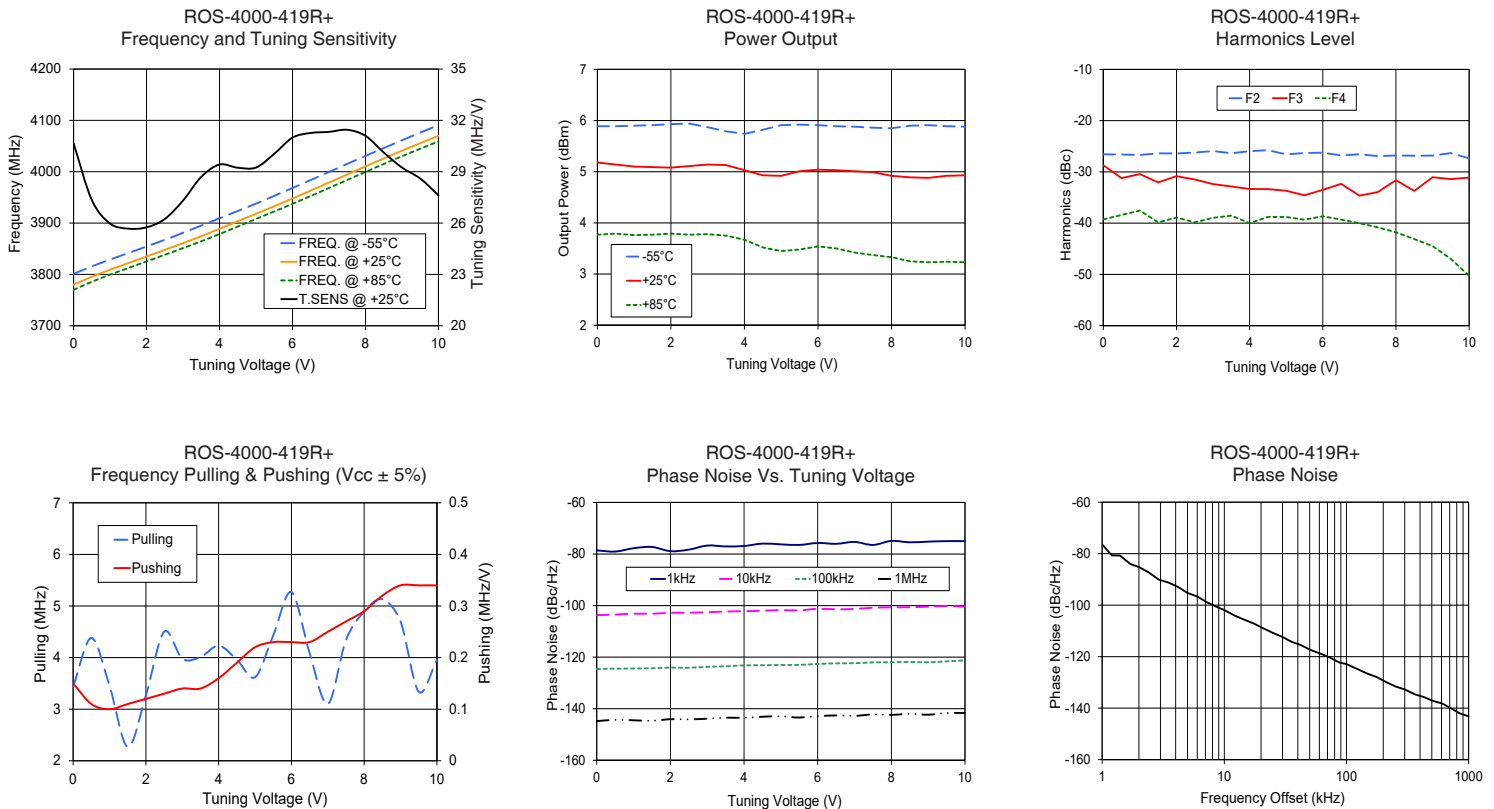 ROS-4000-419R+
Frequency and Tuning Sensitivity
4200
4100
4000
3900
3800
3700
Frequency (MHz)
35
32
29
26
23
20
Tuning Sensitivity (MHz/V)
FREQ. @ -55°C
FREQ. @ +25°C
FREQ. @ +85°C
T.SENS @ +25°C
0 2 4 6 8 10
Tuning Voltage (V)
ROS-4000-419R+
Power Output
7
6
5
4
3
2
Output Power (dBm)
-55°C
+25°C
+85°C
0 2 4 6 8 10
Tuning Voltage (V)
ROS-4000-419R+
Harmonics Level
-10
-20
-30
-40
-50
-60
Harmonics (dBc)
F2 F3 F4
0 2 4 6 8 10
Tuning Voltage (V)
ROS-4000-419R+
Frequency Pulling & Pushing (Vcc ± 5%)
7
6
5
4
3
2
Pulling (MHz)
0.5
0.4
0.3
0.2
0.1
0
Pushing (MHz/V)
Pulling
Pushing
0 2 4 6 8 10
Tuning Voltage (V)
ROS-4000-419R+
Phase Noise Vs. Tuning Voltage
-60
-80
-100
-120
-140
-160
Phase Noise (dBc/Hz)
1kHz 10kHz 100kHz 1MHz
0 2 4 6 8 10
Tuning Voltage (V)
ROS-4000-419R+
Phase Noise
-60
-80
-100
-120
-140
-160
Phase Noise (dBc/Hz)
1 10 100 1000
Frequency Offset (kHz)